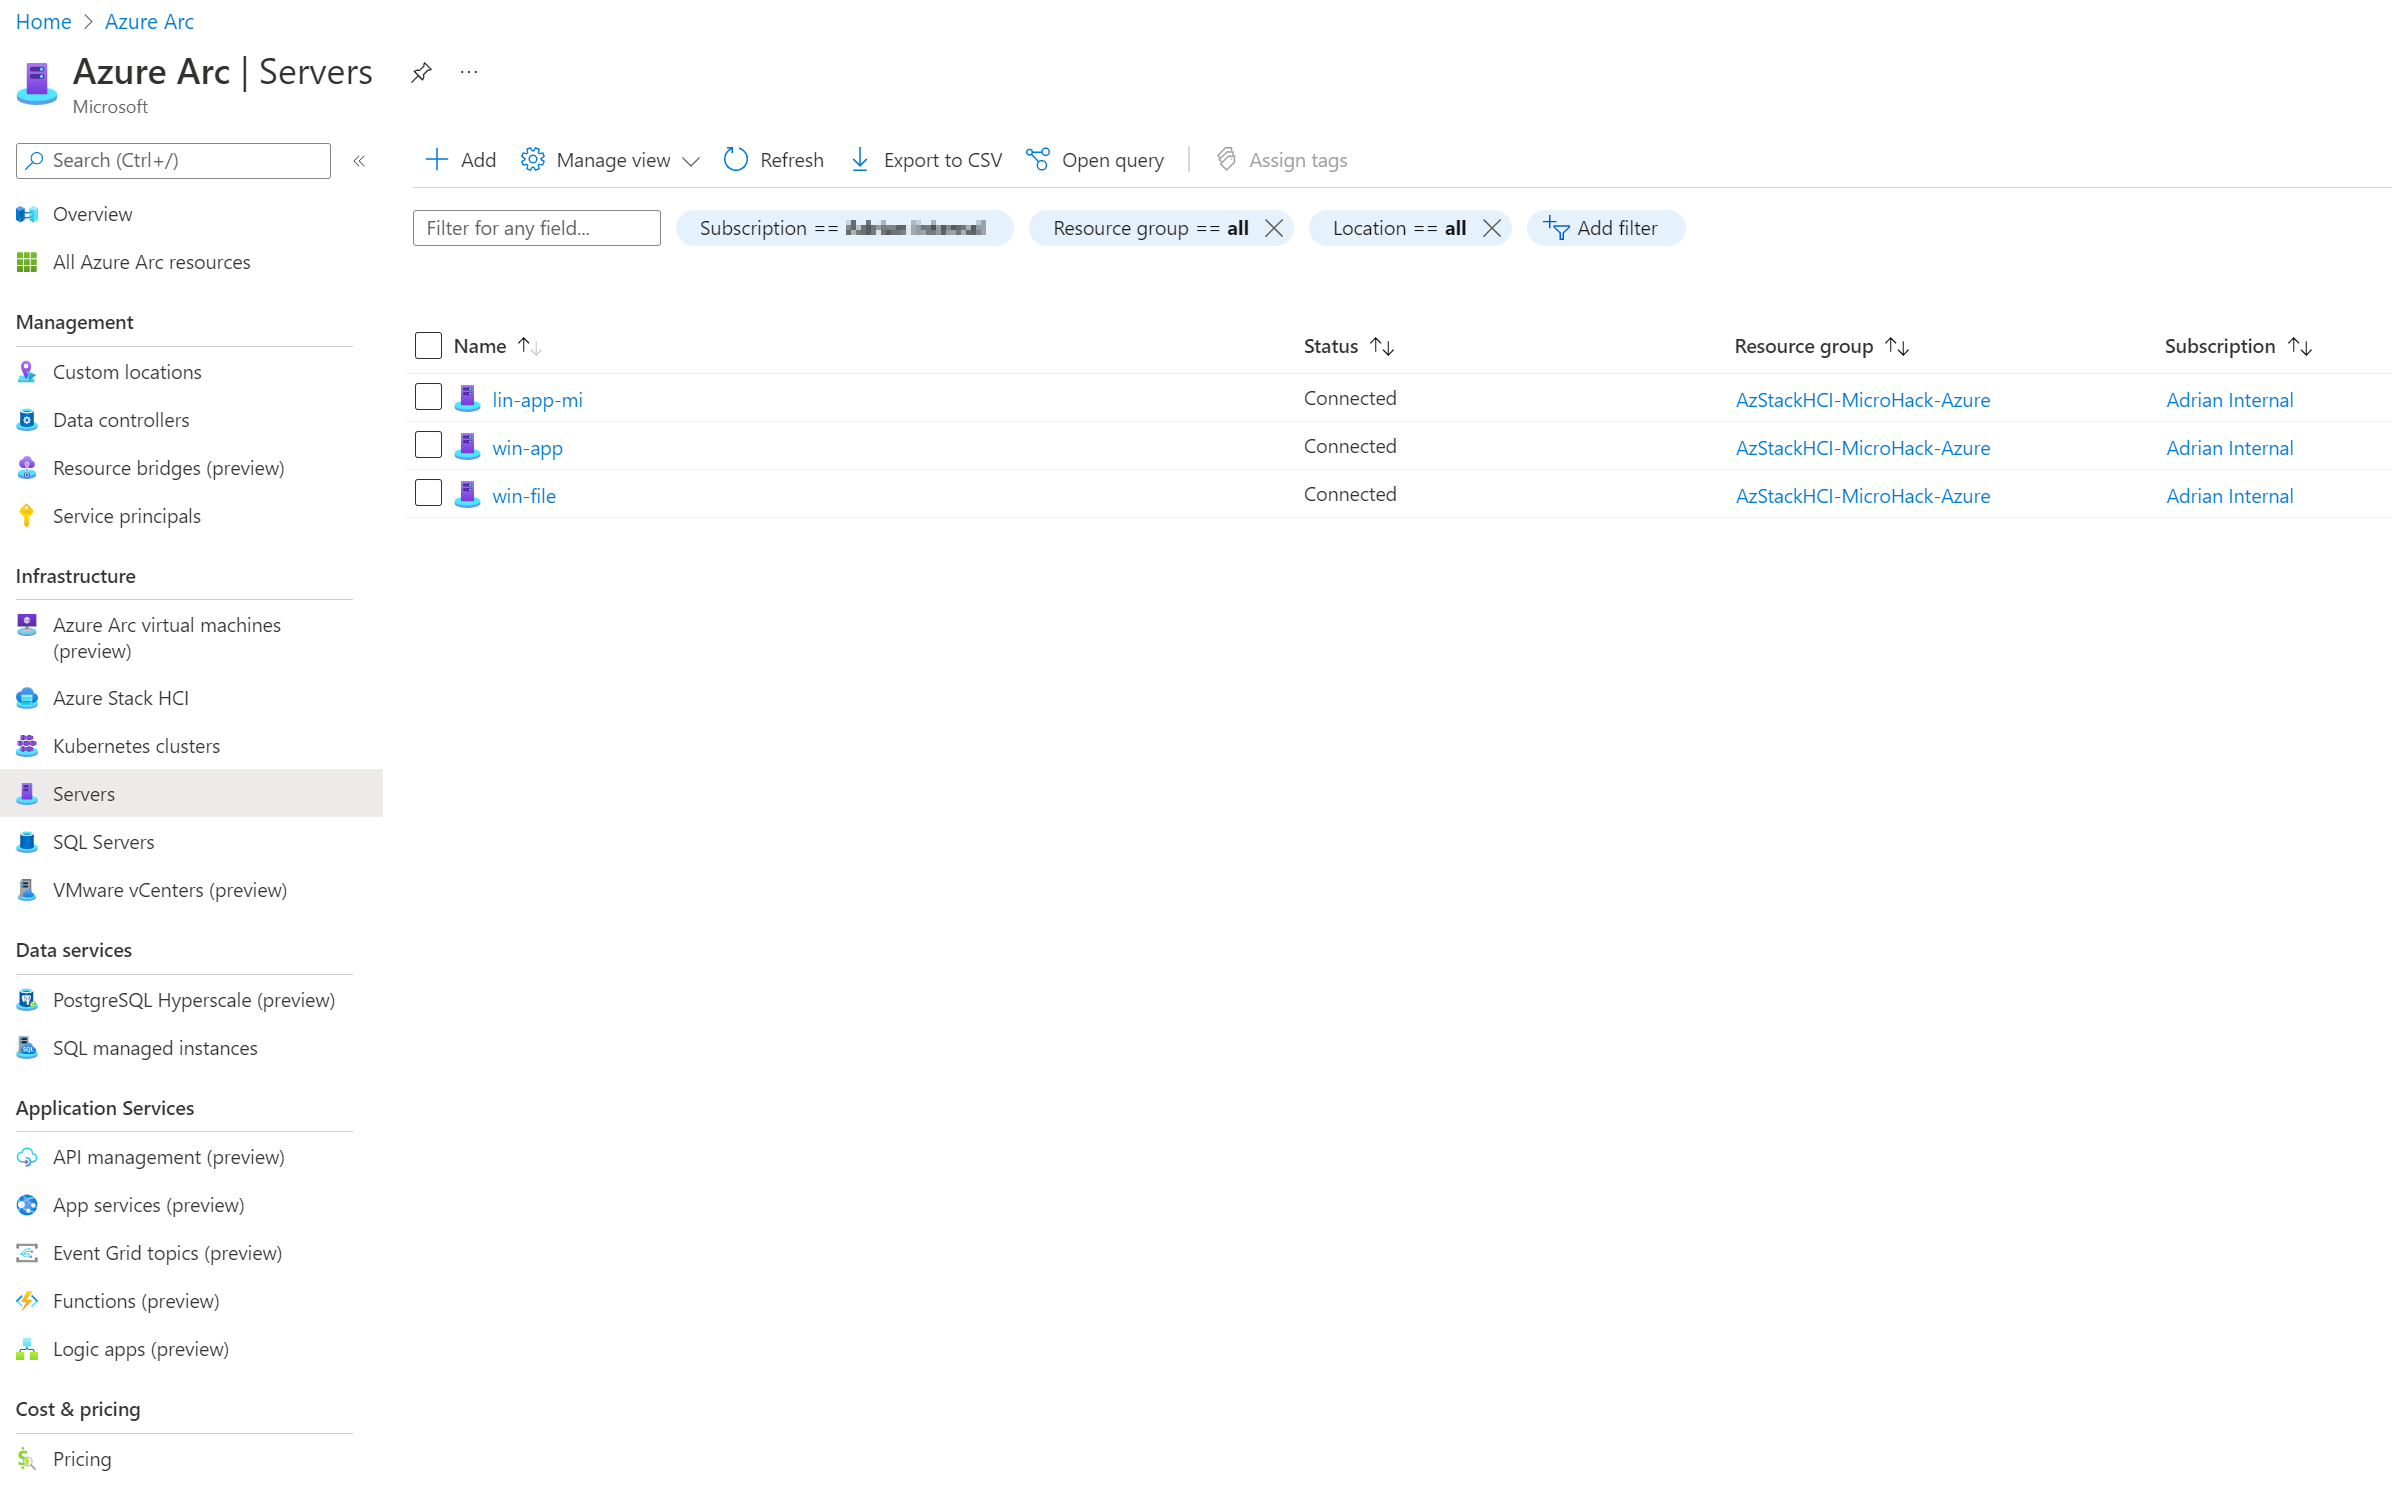 Home > Azure Arc
Azure Arc | Servers
Microsoft
Search (Ctrl+/)
Overview
All Azure Arc resources
Management
Custom locations
Data controllers
Resource bridges (preview)
Service principals
Infrastructure
Azure Arc virtual machines
(preview)
Azure Stack HCI
Kubernetes clusters
Servers
SQL Servers
VMware vCenters (preview)
Data services
PostgreSQL Hyperscale (preview)
SQL managed instances
Application Services
API management (preview)
App services (preview)
Event Grid topics (preview)
Functions (preview)
Logic apps (preview)
Cost & pricing
Pricing
Add Manage view Refresh Export to CSV Open query Assign tags
Filter for any field... Subscription == Resource group == all Location == all Add filter
Name Status Resource group Subscription
lin-app-mi Connected AzStackHCI-MicroHack-Azure Adrian Internal
win-app Connected AzStackHCI-MicroHack-Azure Adrian Internal
win-file Connected AzStackHCI-MicroHack-Azure Adrian Internal